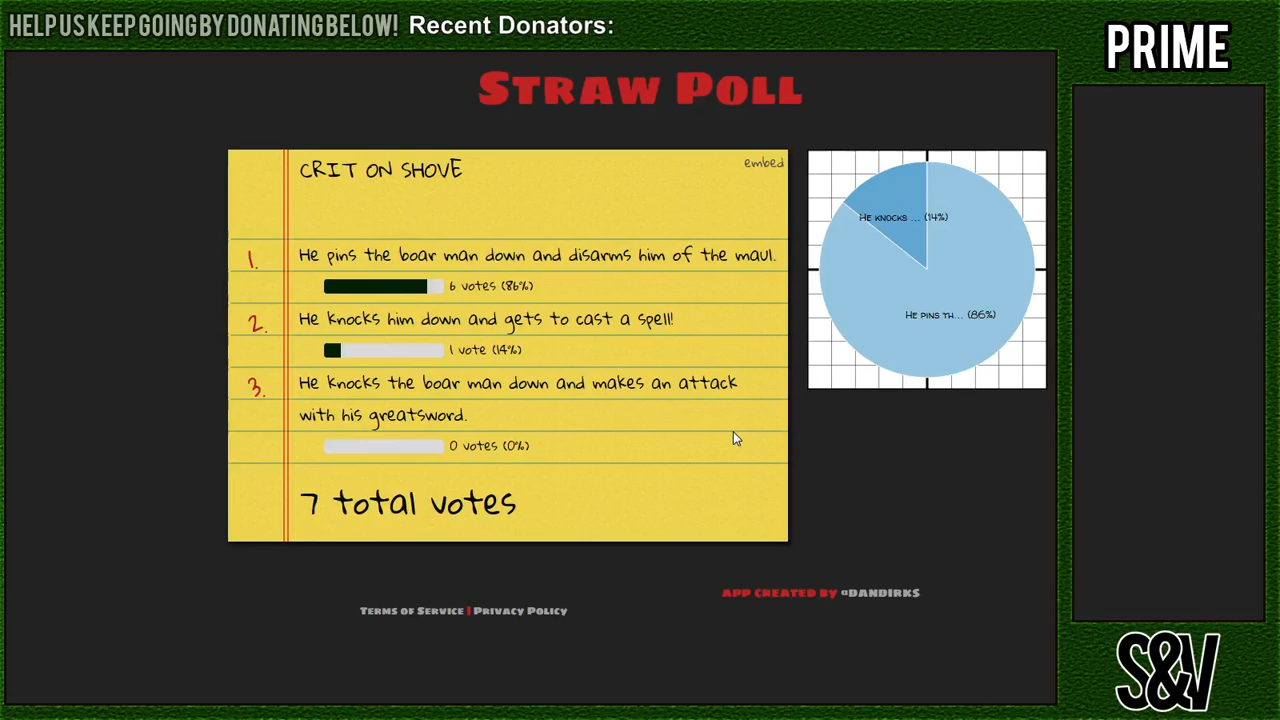 HELP US KEEP GOING BY DONATING BELOW! Recent Donators:
PRIME
STRAW POLL
CRIT ON SHOVE
embed
1. He pins the boar man down and disarms him of the maul.
6 votes (86%)
2. He knocks him down and gets to cast a spell!
1 vote (14%)
3. He knocks the boar man down and makes an attack
with his greatsword.
0 votes (0%)
7 total votes
HE KNOCKS ... (14%)
HE PINS TH... (86%)
APP CREATED BY @DANDIRKS
TERMS OF SERVICE | PRIVACY POLICY
S&V